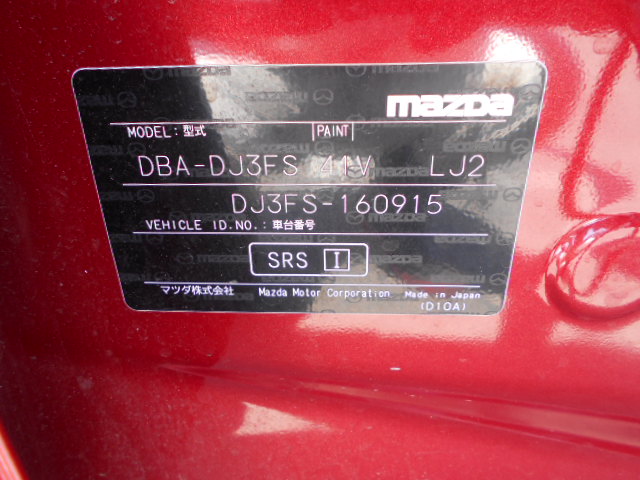 mazda
MODEL:型式 PAINT
DBA-DJ3FS 41V LJ2
DJ3FS-160915
VEHICLE ID.NO.:車台番号
SRS I
マツダ株式会社 Mazda Motor Corporation Made in Japan
(D10A)